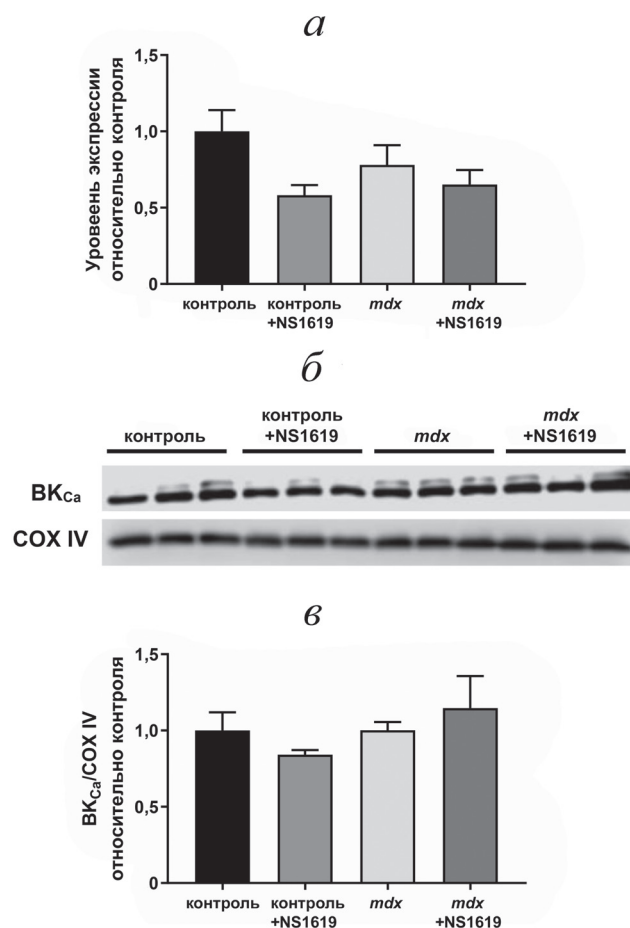 а
Уровеень экспрессии
относительно контроля
1,5
1,0
0,5
0
контроль
контроль
+NS1619
mdx
mdx
+NS1619
б
контроль
контроль
+NS1619
mdx
mdx
+NS1619
BKCa
COX IV
в
BKCa/COX IV
относительно контроля
1,5
1,0
0,5
0
контроль
контроль
+NS1619
mdx
mdx
+NS1619